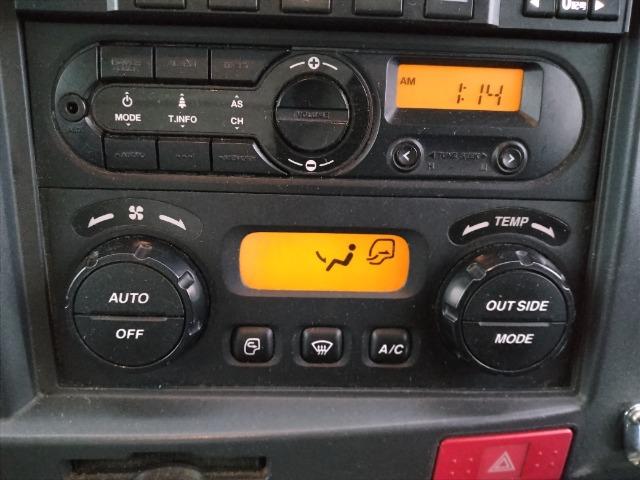 AM 1:14
MODE T.INFO AS
CH
VOLUME
TEMP
AUTO
OFF
OUT SIDE
MODE
A/C